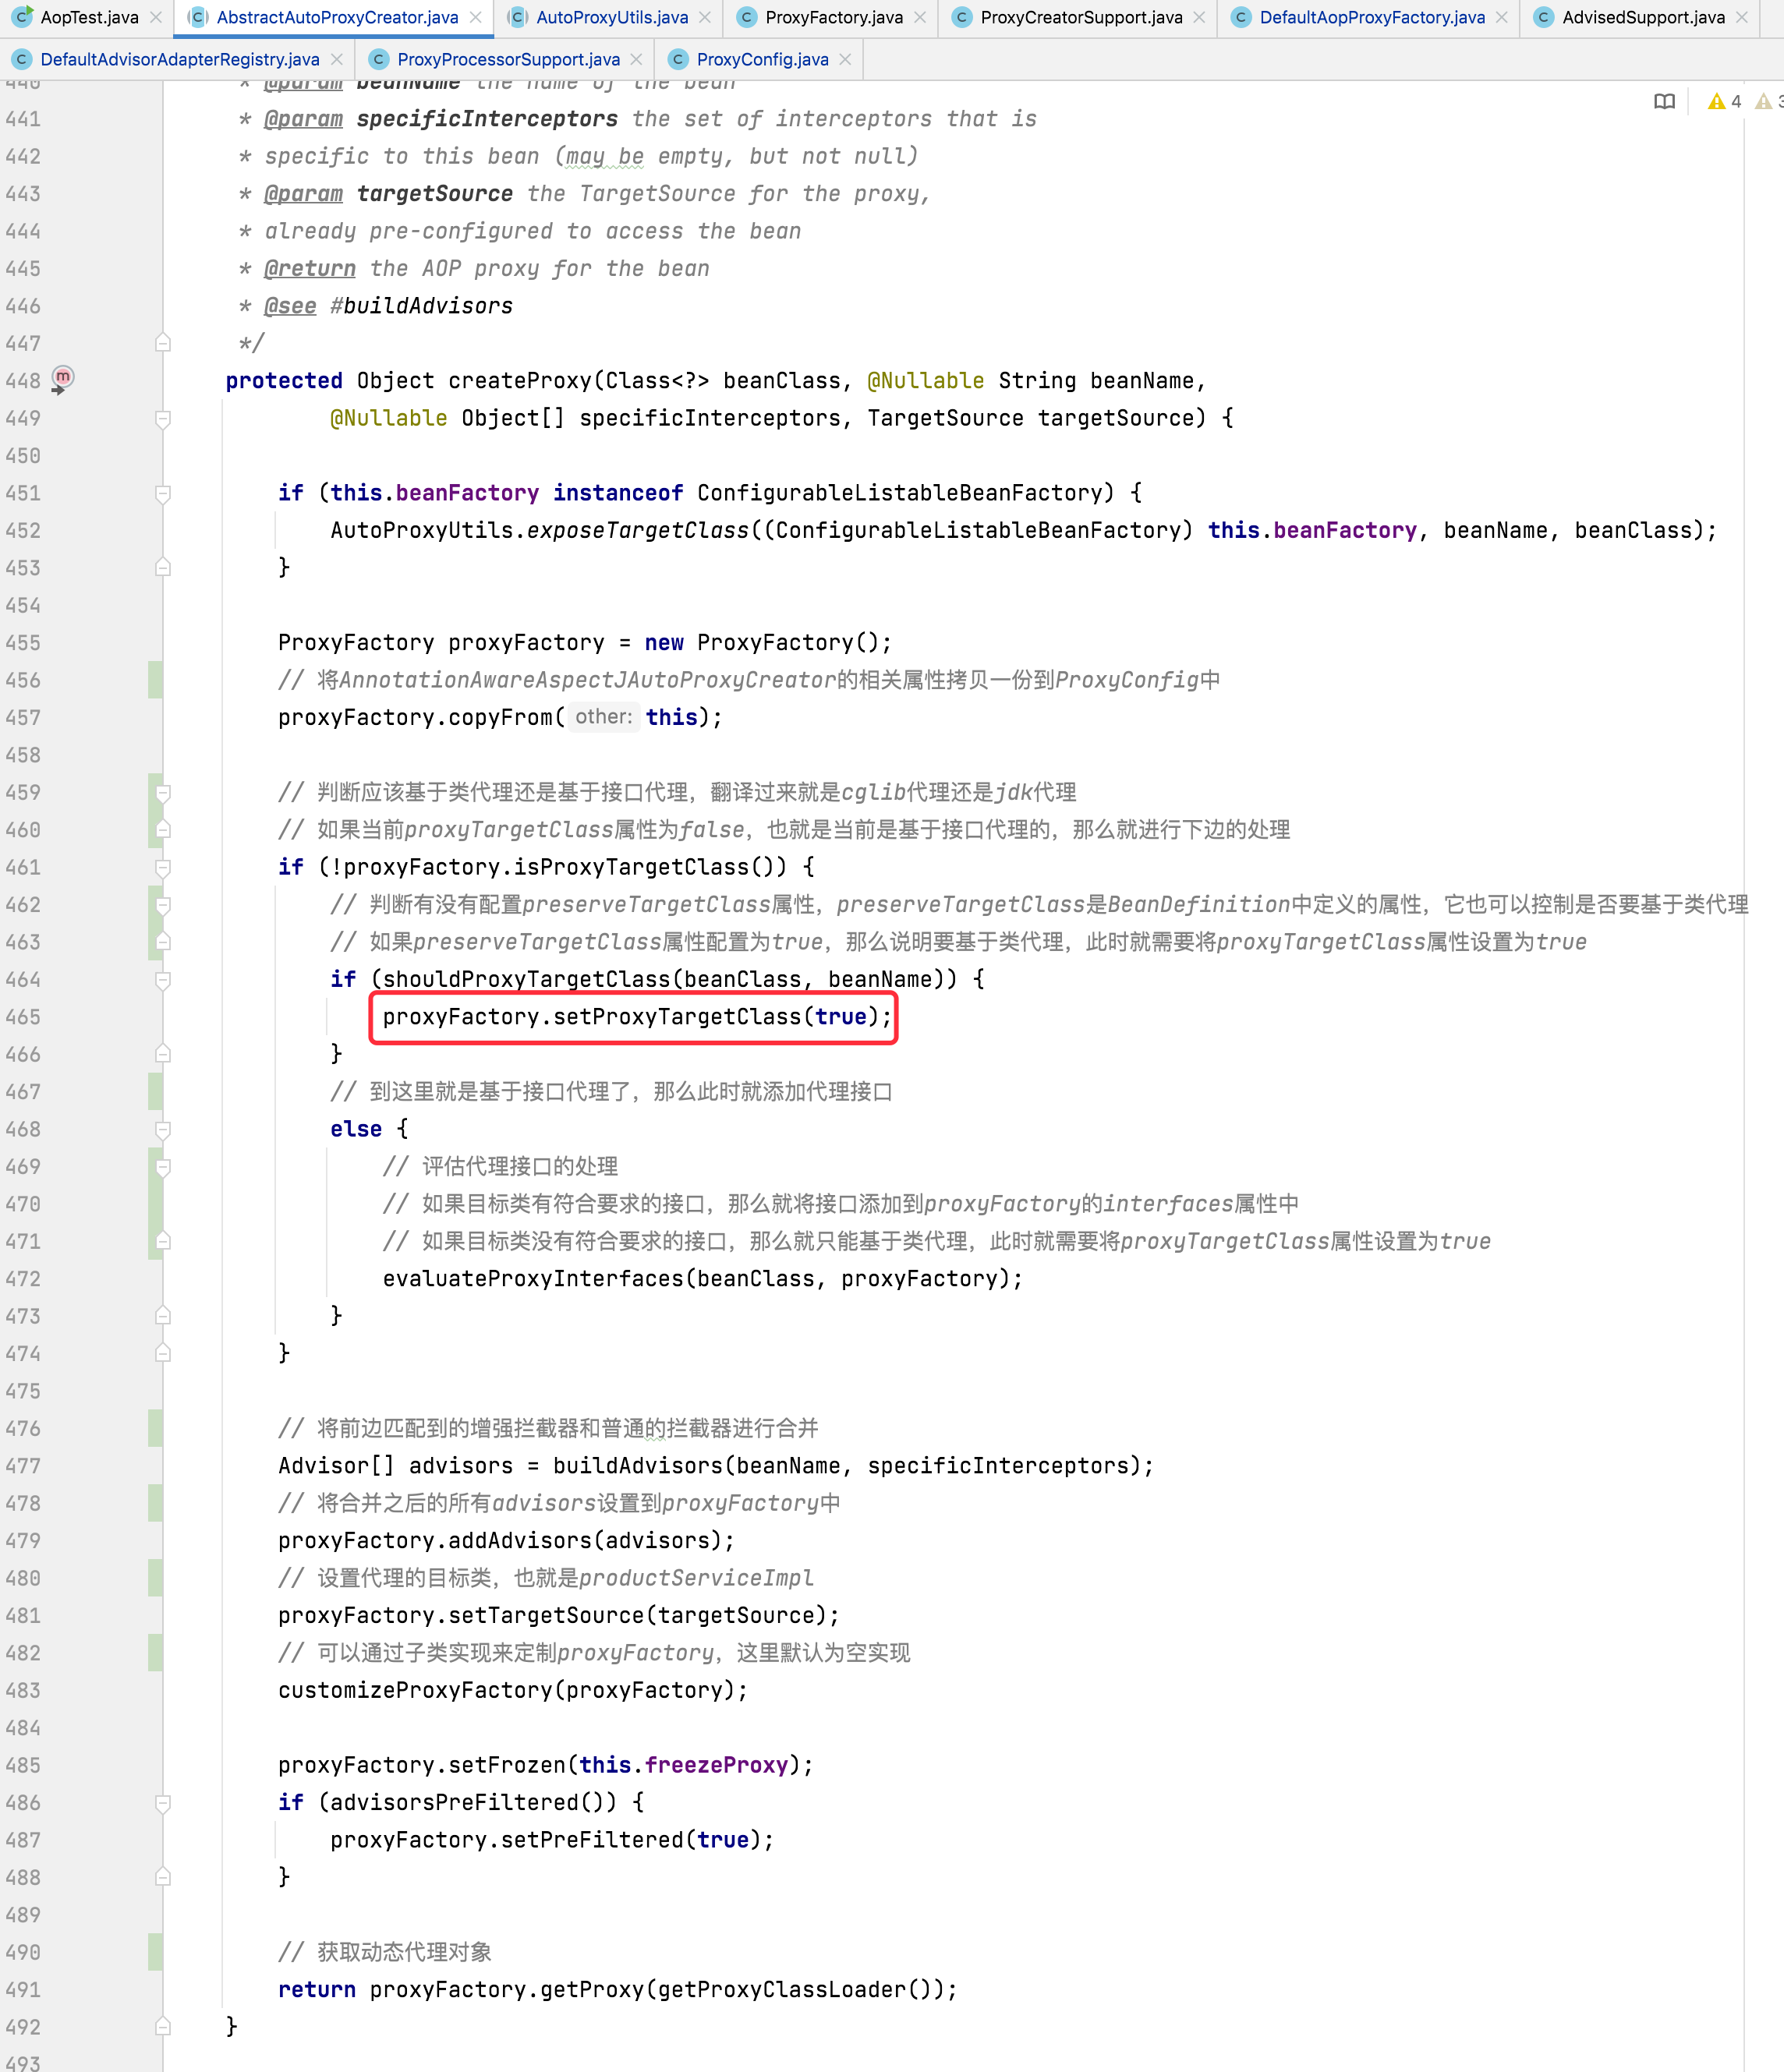 AopTest.java
AbstractAutoProxyCreator.java
AutoProxyUtils.java
ProxyFactory.java
ProxyCreatorSupport.java
DefaultAopProxyFactory.java
AdvisedSupport.java
DefaultAdvisorAdapterRegistry.java
ProxyProcessorSupport.java
ProxyConfig.java
4
3
440 * @param beanName the name of the bean
441 * @param specificInterceptors the set of interceptors that is
442 * specific to this bean (may be empty, but not null)
443 * @param targetSource the TargetSource for the proxy,
444 * already pre-configured to access the bean
445 * @return the AOP proxy for the bean
446 * @see #buildAdvisors
447 */
448 protected Object createProxy(Class<?> beanClass, @Nullable String beanName,
449 @Nullable Object[] specificInterceptors, TargetSource targetSource) {
450
451 if (this.beanFactory instanceof ConfigurableListableBeanFactory) {
452 AutoProxyUtils.exposeTargetClass((ConfigurableListableBeanFactory) this.beanFactory, beanName, beanClass);
453 }
454
455 ProxyFactory proxyFactory = new ProxyFactory();
456 // 将AnnotationAwareAspectJAutoProxyCreator的相关属性拷贝一份到ProxyConfig中
457 proxyFactory.copyFrom( other: this);
458
459 // 判断应该基于类代理还是基于接口代理，翻译过来就是cglib代理还是jdk代理
460 // 如果当前proxyTargetClass属性为false，也就是当前是基于接口代理的，那么就进行下边的处理
461 if (!proxyFactory.isProxyTargetClass()) {
462 // 判断有没有配置preserveTargetClass属性，preserveTargetClass是BeanDefinition中定义的属性，它也可以控制是否要基于类代理
463 // 如果preserveTargetClass属性配置为true，那么说明要基于类代理，此时就需要将proxyTargetClass属性设置为true
464 if (shouldProxyTargetClass(beanClass, beanName)) {
465 proxyFactory.setProxyTargetClass(true);
466 }
467 // 到这里就是基于接口代理了，那么此时就添加代理接口
468 else {
469 // 评估代理接口的处理
470 // 如果目标类有符合要求的接口，那么就将接口添加到proxyFactory的interfaces属性中
471 // 如果目标类没有符合要求的接口，那么就只能基于类代理，此时就需要将proxyTargetClass属性设置为true
472 evaluateProxyInterfaces(beanClass, proxyFactory);
473 }
474 }
475
476 // 将前边匹配到的增强拦截器和普通的拦截器进行合并
477 Advisor[] advisors = buildAdvisors(beanName, specificInterceptors);
478 // 将合并之后的所有advisors设置到proxyFactory中
479 proxyFactory.addAdvisors(advisors);
480 // 设置代理的目标类，也就是productServiceImpl
481 proxyFactory.setTargetSource(targetSource);
482 // 可以通过子类实现来定制proxyFactory，这里默认为空实现
483 customizeProxyFactory(proxyFactory);
484
485 proxyFactory.setFrozen(this.freezeProxy);
486 if (advisorsPreFiltered()) {
487 proxyFactory.setPreFiltered(true);
488 }
489
490 // 获取动态代理对象
491 return proxyFactory.getProxy(getProxyClassLoader());
492 }
493